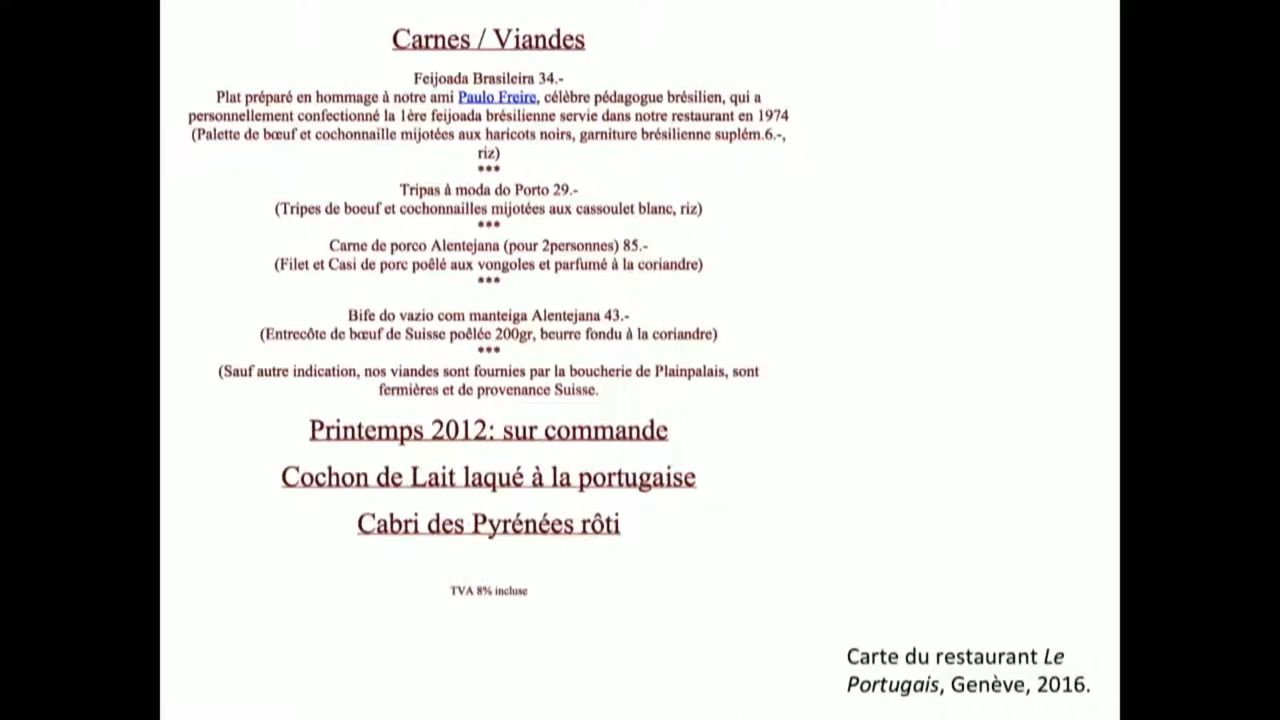 Carnes / Viandes
Feijoada Brasileira 34.-
Plat préparé en hommage à notre ami Paulo Freire, célèbre pédagogue brésilien, qui a
personnellement confectionné la 1ère feijoada brésilienne servie dans notre restaurant en 1974
(Palette de bœuf et cochonnaille mijotées aux haricots noirs, garniture brésilienne suplém.6.-,
riz)
***
Tripas à moda do Porto 29.-
(Tripes de boeuf et cochonnailles mijotées aux cassoulet blanc, riz)
***
Carne de porco Alentejana (pour 2personnes) 85.-
(Filet et Casi de porc poêlé aux vongoles et parfumé à la coriandre)
***
Bife do vazio com manteiga Alentejana 43.-
(Entrecôte de bœuf de Suisse poêlée 200gr, beurre fondu à la coriandre)
***
(Sauf autre indication, nos viandes sont fournies par la boucherie de Plainpalais, sont
fermières et de provenance Suisse.
Printemps 2012: sur commande
Cochon de Lait laqué à la portugaise
Cabri des Pyrénées rôti
TVA 8% incluse
Carte du restaurant Le
Portugais, Genève, 2016.